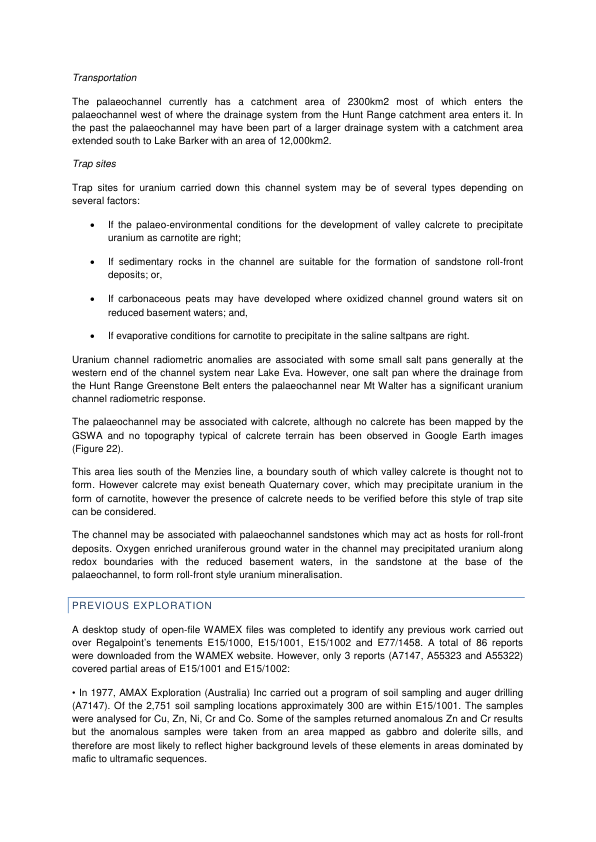 Transportation
The palaeochannel currently has a catchment area of 2300km2 most of which enters the
palaeochannel west of where the drainage system from the Hunt Range catchment area enters it. In
the past the palaeochannel may have been part of a larger drainage system with a catchment area
extended south to Lake Barker with an area of 12,000km2.
Trap sites
Trap sites for uranium carried down this channel system may be of several types depending on
several factors:
• If the palaeo-environmental conditions for the development of valley calcrete to precipitate
uranium as carnotite are right;
• If sedimentary rocks in the channel are suitable for the formation of sandstone roll-front
deposits; or,
• If carbonaceous peats may have developed where oxidized channel ground waters sit on
reduced basement waters; and,
• If evaporative conditions for carnotite to precipitate in the saline saltpans are right.
Uranium channel radiometric anomalies are associated with some small salt pans generally at the
western end of the channel system near Lake Eva. However, one salt pan where the drainage from
the Hunt Range Greenstone Belt enters the palaeochannel near Mt Walter has a significant uranium
channel radiometric response.
The palaeochannel may be associated with calcrete, although no calcrete has been mapped by the
GSWA and no topography typical of calcrete terrain has been observed in Google Earth images
(Figure 22).
This area lies south of the Menzies line, a boundary south of which valley calcrete is thought not to
form. However calcrete may exist beneath Quaternary cover, which may precipitate uranium in the
form of carnotite, however the presence of calcrete needs to be verified before this style of trap site
can be considered.
The channel may be associated with palaeochannel sandstones which may act as hosts for roll-front
deposits. Oxygen enriched uraniferous ground water in the channel may precipitated uranium along
redox boundaries with the reduced basement waters, in the sandstone at the base of the
palaeochannel, to form roll-front style uranium mineralisation.
PREVIOUS EXPLORATION
A desktop study of open-file WAMEX files was completed to identify any previous work carried out
over Regalpoint's tenements E15/1000, E15/1001, E15/1002 and E77/1458. A total of 86 reports
were downloaded from the WAMEX website. However, only 3 reports (A7147, A55323 and A55322)
covered partial areas of E15/1001 and E15/1002:
• In 1977, AMAX Exploration (Australia) Inc carried out a program of soil sampling and auger drilling
(A7147). Of the 2,751 soil sampling locations approximately 300 are within E15/1001. The samples
were analysed for Cu, Zn, Ni, Cr and Co. Some of the samples returned anomalous Zn and Cr results
but the anomalous samples were taken from an area mapped as gabbro and dolerite sills, and
therefore are most likely to reflect higher background levels of these elements in areas dominated by
mafic to ultramafic sequences.